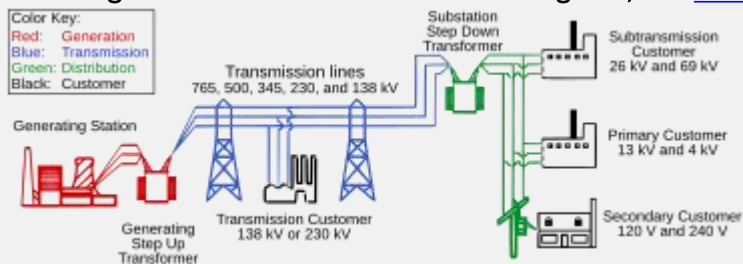 Color Key:
Red: Generation
Blue: Transmission
Green: Distribution
Black: Customer
Generating Station
Generating
Step Up
Transformer
Transmission lines
765, 500, 345, 230, and 138 kV
Transmission Customer
138 kV or 230 kV
Substation
Step Down
Transformer
Subtransmission
Customer
26 kV and 69 kV
Primary Customer
13 kV and 4 kV
Secondary Customer
120 V and 240 V